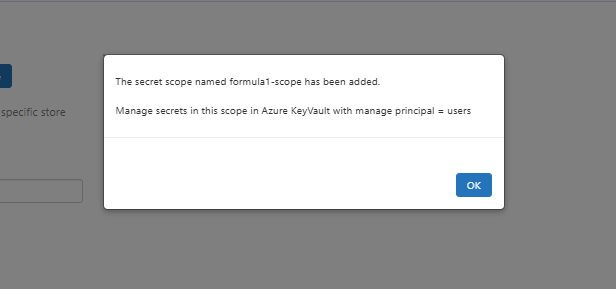 The secret scope named formula1-scope has been added.
Manage secrets in this scope in Azure KeyVault with manage principal = users
specific store
OK